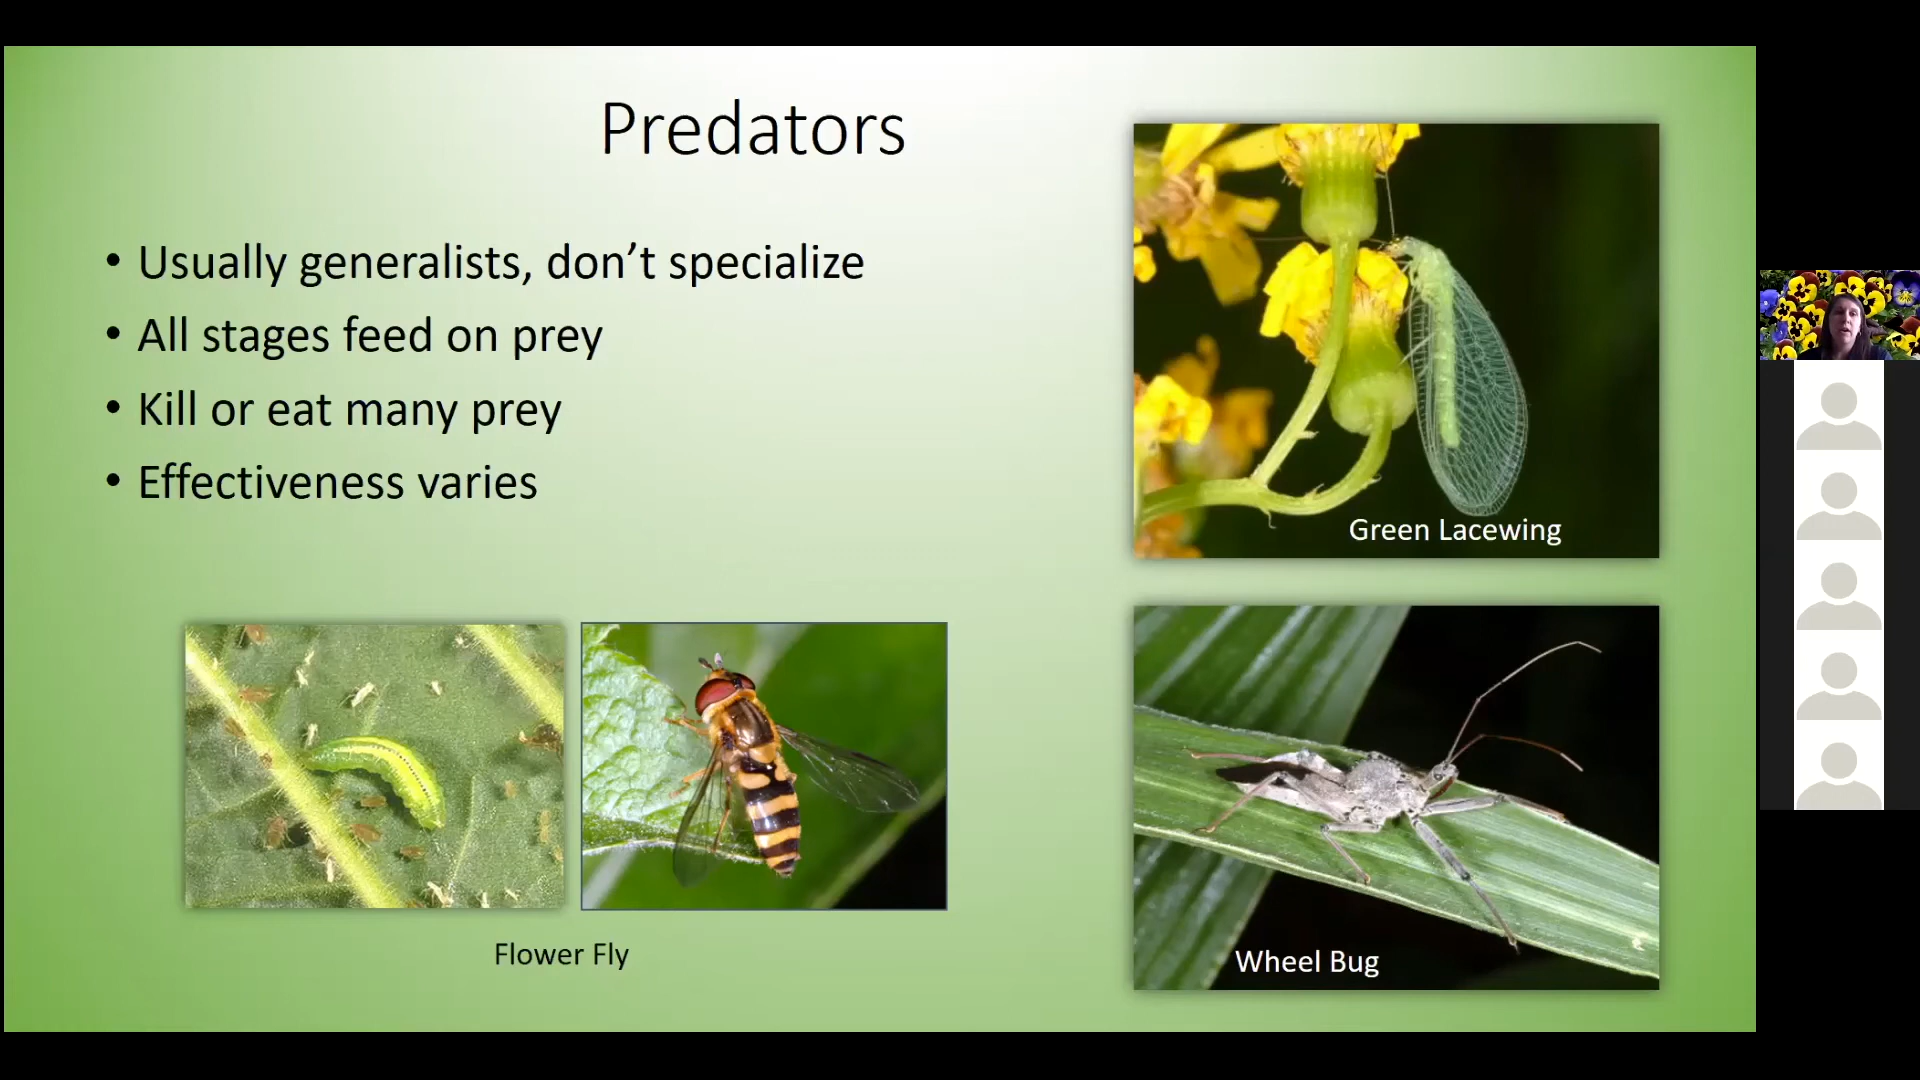 Predators
• Usually generalists, don’t specialize
• All stages feed on prey
• Kill or eat many prey
• Effectiveness varies
Green Lacewing
Flower Fly
Wheel Bug